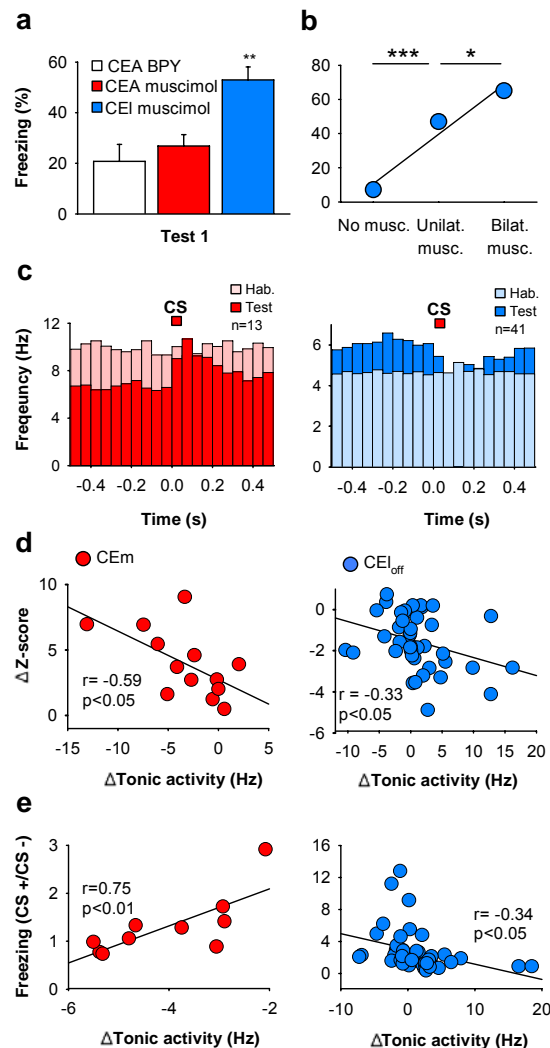 a
Freezing (%)
60
40
20
0
CEA BPY
CEA muscimol
CEl muscimol
**
Test 1
b
***
*
80
60
40
20
0
No musc.
Unilat. musc.
Bilat. musc.
c
Freqeuncy (Hz)
12
8
4
0
CS
Hab.
Test
n=13
-0.4 -0.2 0.0 0.2 0.4
Time (s)
6
4
2
0
CS
Hab.
Test
n=41
-0.4 -0.2 0.0 0.2 0.4
Time (s)
d
CEm
ΔZ-score
10
5
0
r= -0.59
p<0.05
-15 -10 -5 0 5
ΔTonic activity (Hz)
CEloff
0
-2
-4
-6
r = -0.33
p<0.05
-10 -5 0 5 10 15 20
ΔTonic activity (Hz)
e
Freezing (CS +/CS -)
3
2
1
0
r=0.75
p<0.01
-6 -4 -2
ΔTonic activity (Hz)
16
12
8
4
0
r= -0.34
p<0.05
-10 0 10 20
ΔTonic activity (Hz)